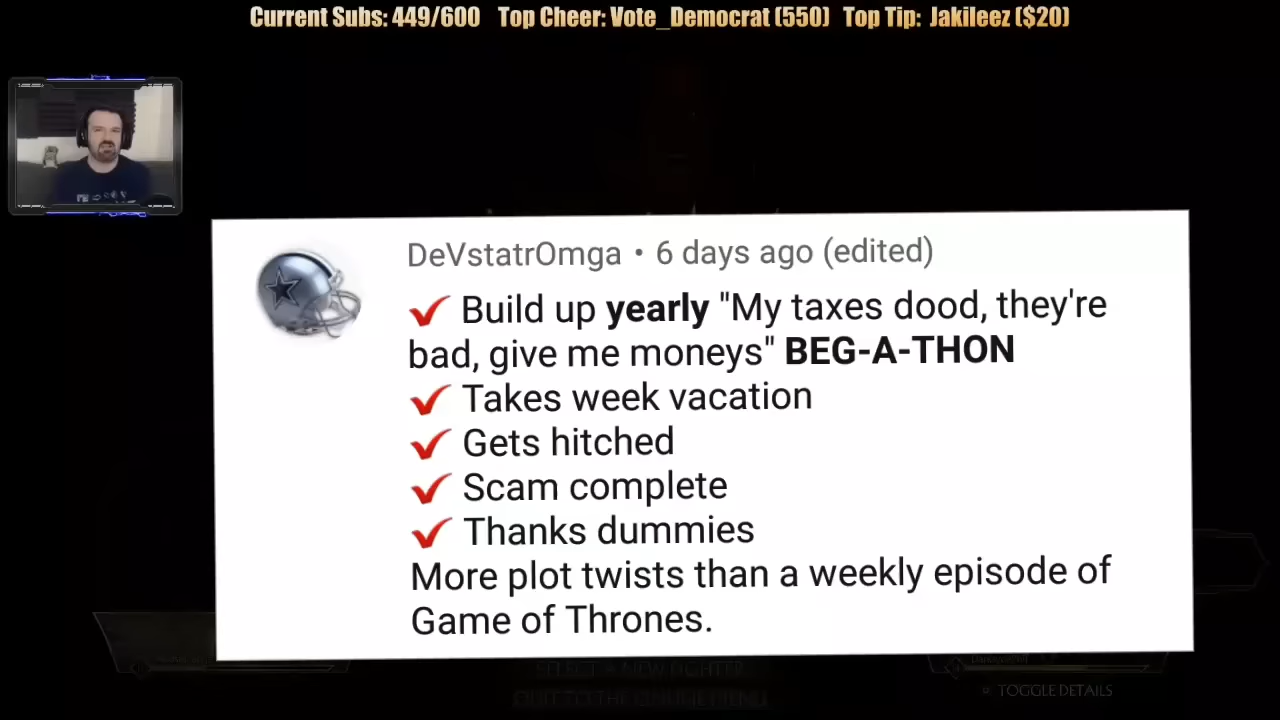 Current Subs: 449/600 Top Cheer: Vote_Democrat (550) Top Tip: Jakileez ($20)
DeVstatrOmga • 6 days ago (edited)
✓ Build up yearly "My taxes dood, they're
bad, give me moneys" BEG-A-THON
✓ Takes week vacation
✓ Gets hitched
✓ Scam complete
✓ Thanks dummies
More plot twists than a weekly episode of
Game of Thrones.
TOGGLE DETAILS